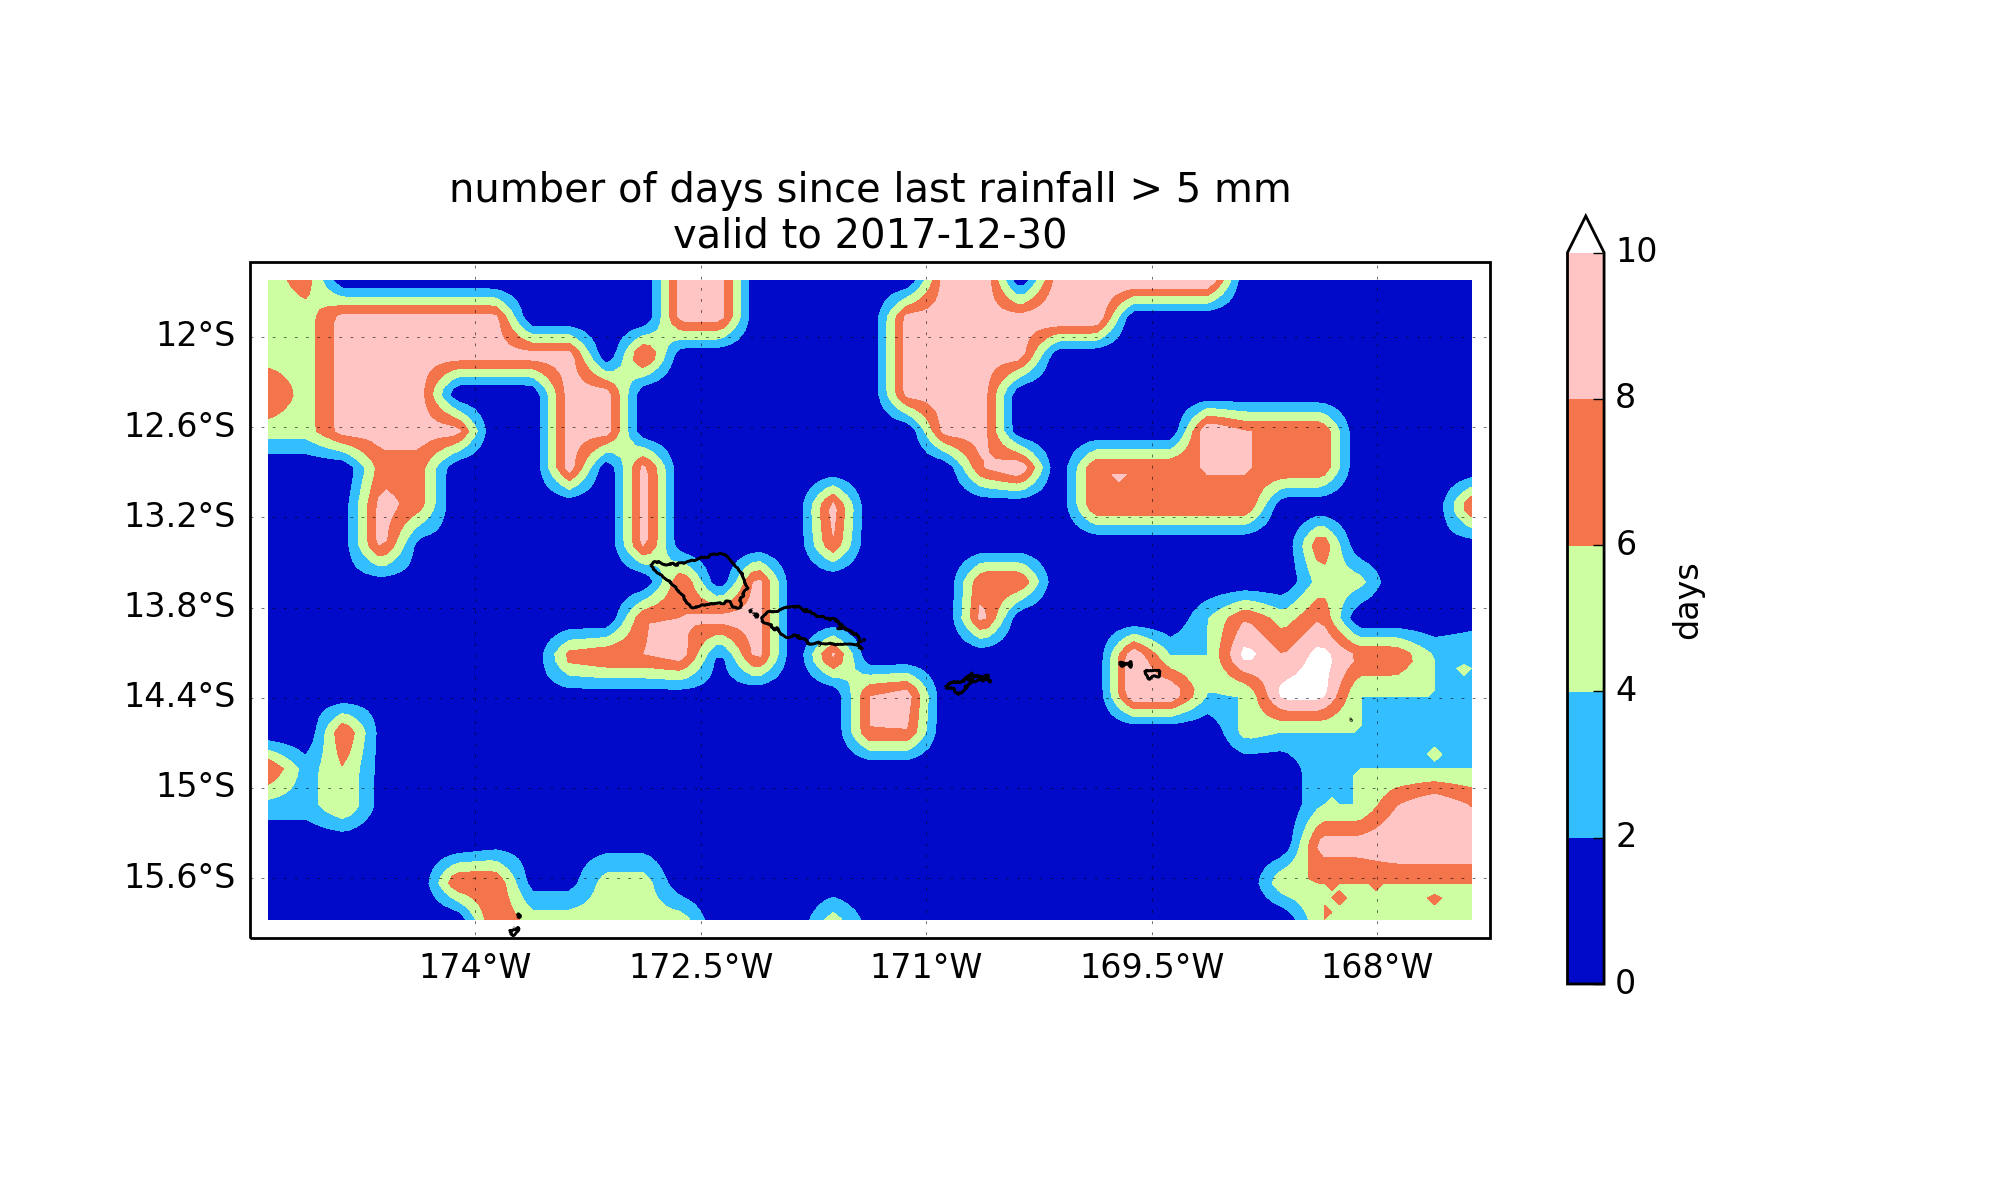 number of days since last rainfall > 5 mm
valid to 2017-12-30
12°S
12.6°S
13.2°S
13.8°S
14.4°S
15°S
15.6°S
174°W
172.5°W
171°W
169.5°W
168°W
10
8
6
4
2
0
days